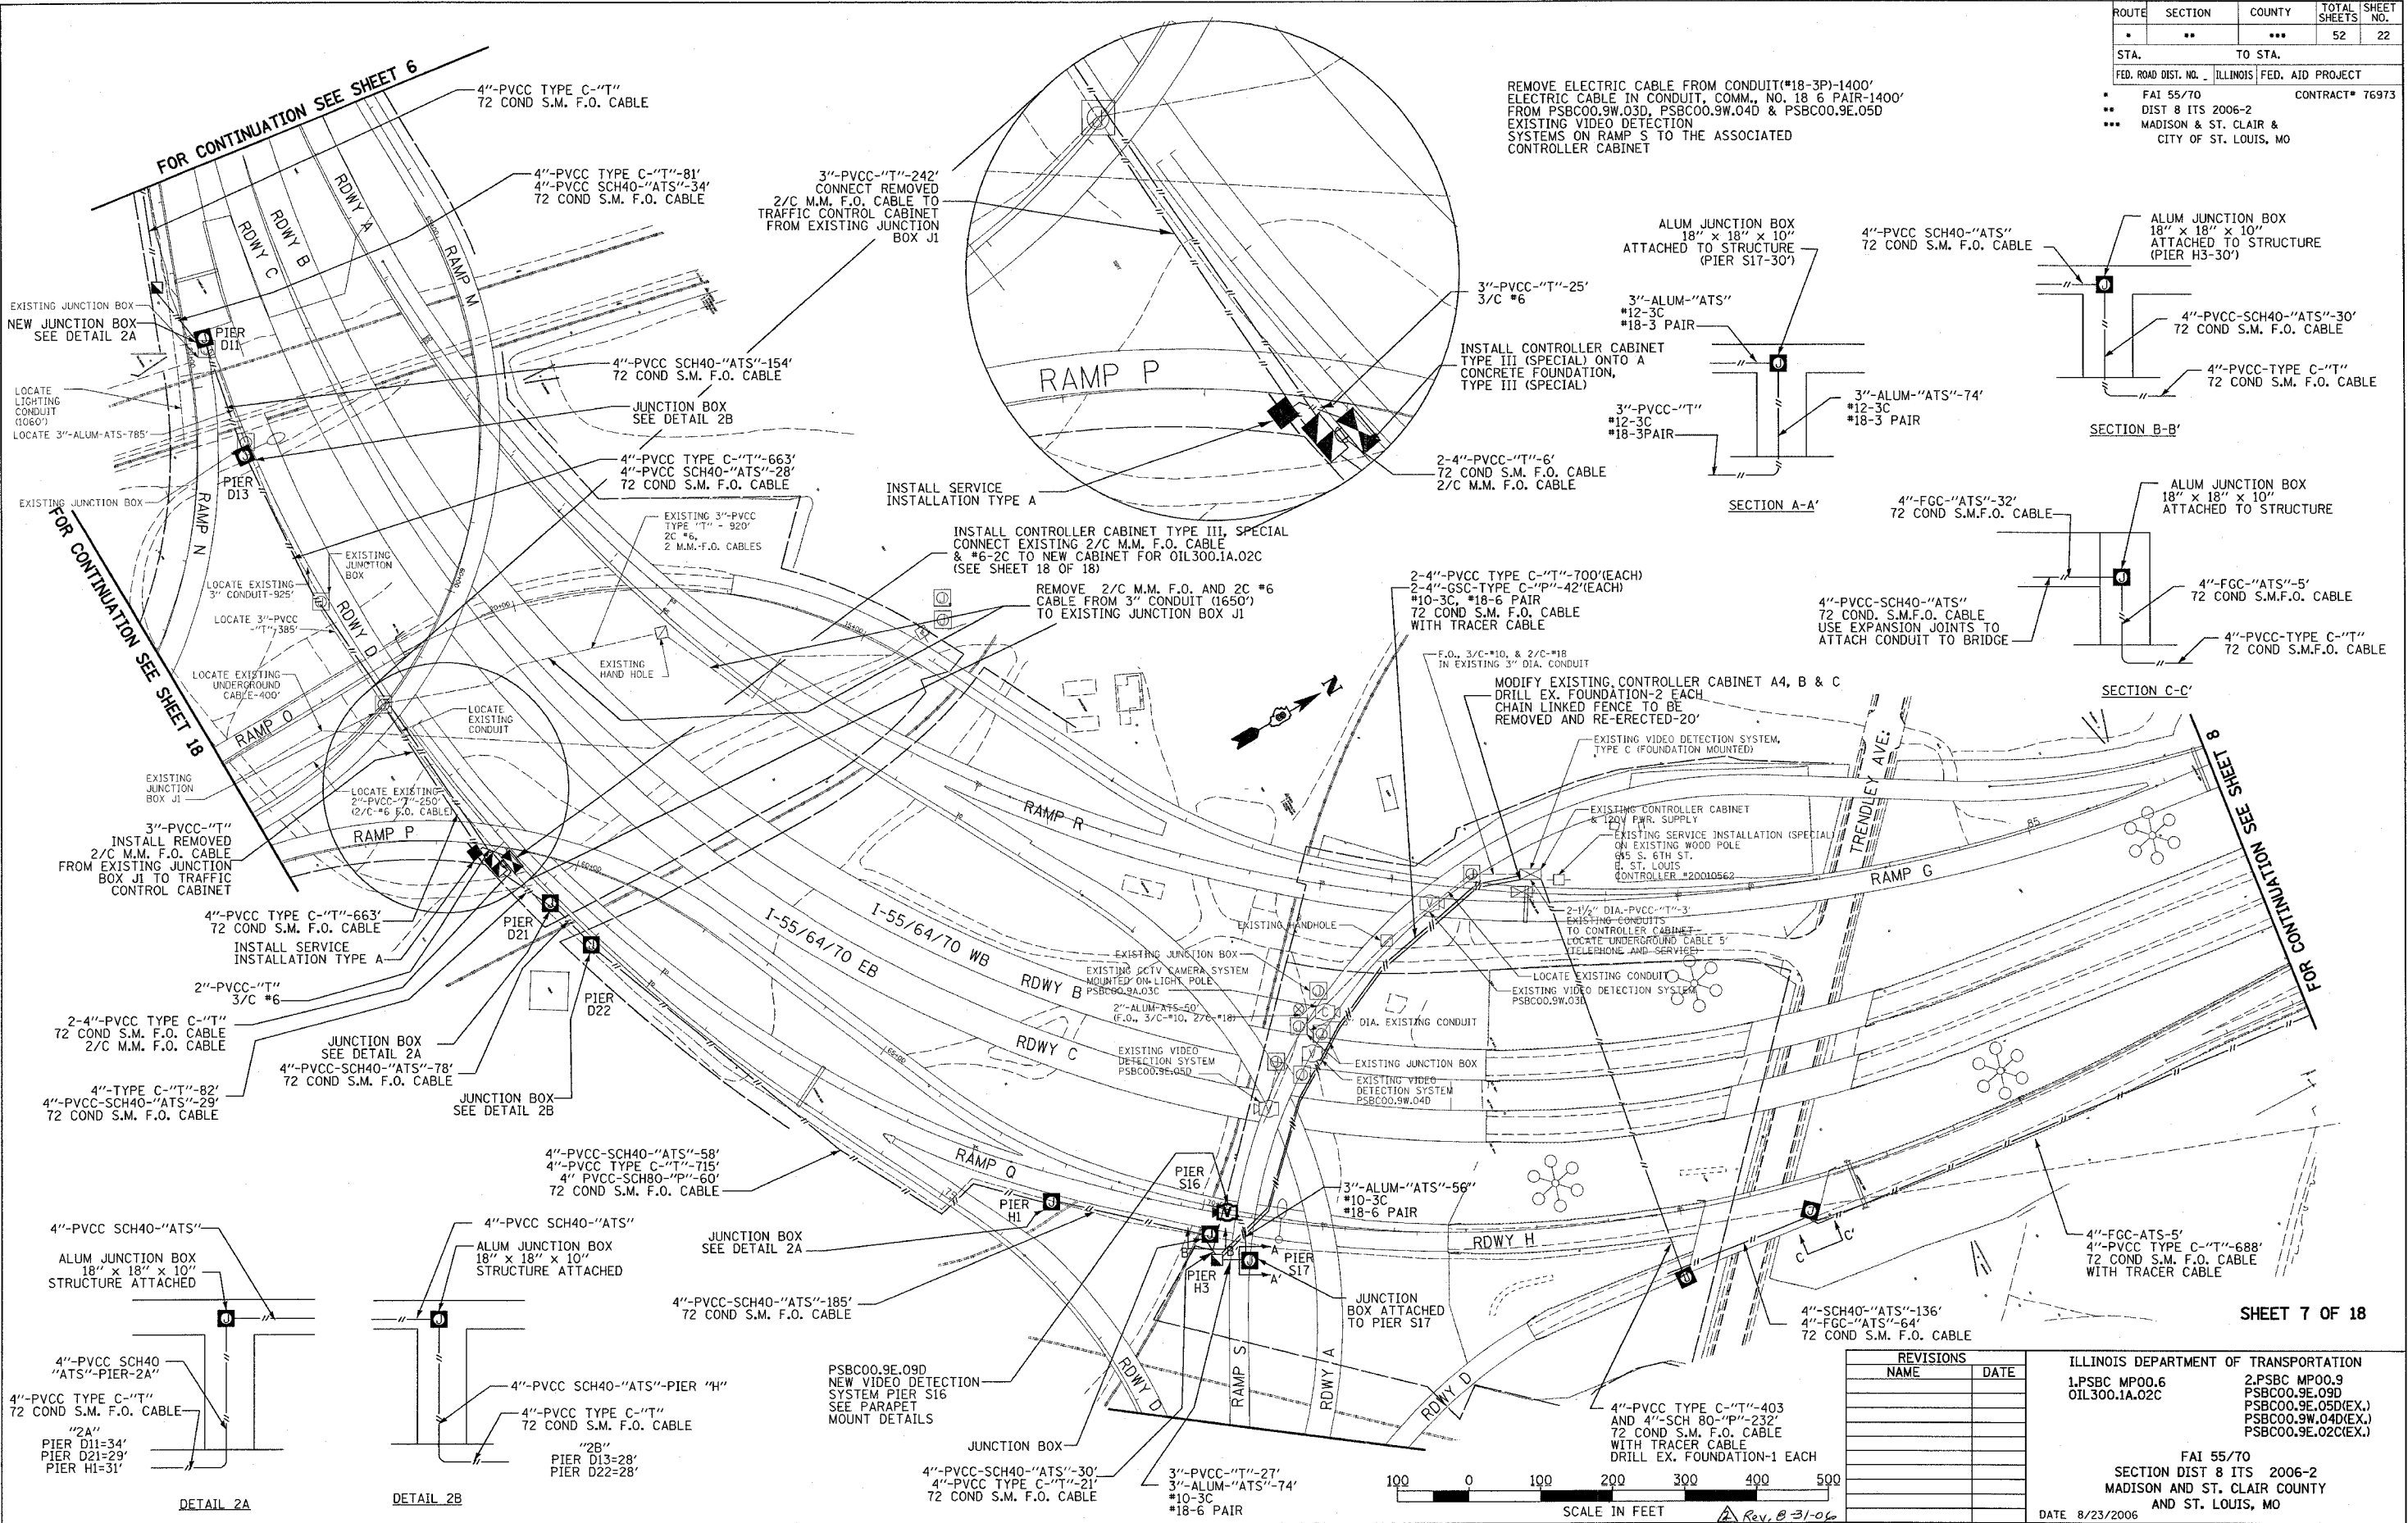 ROUTE SECTION COUNTY TOTAL SHEETS SHEET NO.
* ** *** 52 22
STA. TO STA.
FED. ROAD DIST. NO. _ ILLINOIS FED. AID PROJECT
* FAI 55/70 CONTRACT# 76973
** DIST 8 ITS 2006-2
*** MADISON & ST. CLAIR &
CITY OF ST. LOUIS, MO
FOR CONTINUATION SEE SHEET 6
4"-PVCC TYPE C-"T"
72 COND S.M. F.O. CABLE
4"-PVCC TYPE C-"T"-81'
4"-PVCC SCH40-"ATS"-34'
72 COND S.M. F.O. CABLE
3"-PVCC-"T"-242'
CONNECT REMOVED
2/C M.M. F.O. CABLE TO
TRAFFIC CONTROL CABINET
FROM EXISTING JUNCTION
BOX J1
REMOVE ELECTRIC CABLE FROM CONDUIT(#18-3P)-1400'
ELECTRIC CABLE IN CONDUIT, COMM., NO. 18 6 PAIR-1400'
FROM PSBC00.9W.03D, PSBC00.9W.04D & PSBC00.9E.05D
EXISTING VIDEO DETECTION
SYSTEMS ON RAMP S TO THE ASSOCIATED
CONTROLLER CABINET
RDWY C
RDWY B
RDWY A
RAMP M
EXISTING JUNCTION BOX
NEW JUNCTION BOX
SEE DETAIL 2A
PIER
D11
LOCATE
LIGHTING
CONDUIT
(1060')
LOCATE 3"-ALUM-ATS-785'
4"-PVCC SCH40-"ATS"-154'
72 COND S.M. F.O. CABLE
JUNCTION BOX
SEE DETAIL 2B
4"-PVCC TYPE C-"T"-663'
4"-PVCC SCH40-"ATS"-28'
72 COND S.M. F.O. CABLE
EXISTING JUNCTION BOX
PIER
D13
RAMP N
FOR CONTINUATION SEE SHEET 18
RAMP P
3"-PVCC-"T"-25'
3/C #6
INSTALL CONTROLLER CABINET
TYPE III (SPECIAL) ONTO A
CONCRETE FOUNDATION,
TYPE III (SPECIAL)
2-4"-PVCC-"T"-6'
72 COND S.M. F.O. CABLE
2/C M.M. F.O. CABLE
INSTALL SERVICE
INSTALLATION TYPE A
ALUM JUNCTION BOX
18" x 18" x 10"
ATTACHED TO STRUCTURE
(PIER S17-30')
3"-ALUM-"ATS"
#12-3C
#18-3 PAIR
3"-PVCC-"T"
#12-3C
#18-3PAIR
3"-ALUM-"ATS"-74'
#12-3C
#18-3 PAIR
SECTION A-A'
4"-PVCC SCH40-"ATS"
72 COND S.M. F.O. CABLE
ALUM JUNCTION BOX
18" x 18" x 10"
ATTACHED TO STRUCTURE
(PIER H3-30')
4"-PVCC-SCH40-"ATS"-30'
72 COND S.M. F.O. CABLE
4"-PVCC-TYPE C-"T"
72 COND S.M. F.O. CABLE
SECTION B-B'
4"-FGC-"ATS"-32'
72 COND S.M.F.O. CABLE
ALUM JUNCTION BOX
18" x 18" x 10"
ATTACHED TO STRUCTURE
4"-FGC-"ATS"-5'
72 COND S.M.F.O. CABLE
4"-PVCC-SCH40-"ATS"
72 COND. S.M.F.O. CABLE
USE EXPANSION JOINTS TO
ATTACH CONDUIT TO BRIDGE
4"-PVCC-TYPE C-"T"
72 COND S.M.F.O. CABLE
SECTION C-C'
EXISTING 3"-PVCC
TYPE "T" - 920'
2C #6,
2 M.M.-F.O. CABLES
EXISTING
JUNCTION
BOX
LOCATE EXISTING
3" CONDUIT-925'
LOCATE 3"-PVCC
-"T"-385'
RDWY D
LOCATE EXISTING
UNDERGROUND
CABLE-400'
EXISTING
HAND HOLE
INSTALL CONTROLLER CABINET TYPE III, SPECIAL
CONNECT EXISTING 2/C M.M. F.O. CABLE
& #6-2C TO NEW CABINET FOR OIL300.1A.02C
(SEE SHEET 18 OF 18)
REMOVE 2/C M.M. F.O. AND 2C #6
CABLE FROM 3" CONDUIT (1650')
TO EXISTING JUNCTION BOX J1
2-4"-PVCC TYPE C-"T"-700'(EACH)
2-4"-GSC-TYPE C-"P"-42'(EACH)
#10-3C, #18-6 PAIR
72 COND S.M. F.O. CABLE
WITH TRACER CABLE
F.O., 3/C-#10, & 2/C-#18
IN EXISTING 3" DIA. CONDUIT
MODIFY EXISTING CONTROLLER CABINET A4, B & C
DRILL EX. FOUNDATION-2 EACH
CHAIN LINKED FENCE TO BE
REMOVED AND RE-ERECTED-20'
N
RAMP O
LOCATE
EXISTING
CONDUIT
EXISTING
JUNCTION
BOX J1
LOCATE EXISTING
2"-PVCC-"T"-250'
(2/C-#6 F.O. CABLE)
RAMP P
3"-PVCC-"T"
INSTALL REMOVED
2/C M.M. F.O. CABLE
FROM EXISTING JUNCTION
BOX J1 TO TRAFFIC
CONTROL CABINET
4"-PVCC TYPE C-"T"-663'
72 COND S.M. F.O. CABLE
INSTALL SERVICE
INSTALLATION TYPE A
2"-PVCC-"T"
3/C #6
2-4"-PVCC TYPE C-"T"
72 COND S.M. F.O. CABLE
2/C M.M. F.O. CABLE
4"-TYPE C-"T"-82'
4"-PVCC-SCH40-"ATS"-29'
72 COND S.M. F.O. CABLE
PIER
D21
PIER
D22
JUNCTION BOX
SEE DETAIL 2A
4"-PVCC-SCH40-"ATS"-78'
72 COND S.M. F.O. CABLE
JUNCTION BOX
SEE DETAIL 2B
I-55/64/70 EB
I-55/64/70 WB
RDWY B
RDWY C
RAMP R
EXISTING VIDEO DETECTION SYSTEM,
TYPE C (FOUNDATION MOUNTED)
EXISTING CONTROLLER CABINET
& 120V PWR. SUPPLY
EXISTING SERVICE INSTALLATION (SPECIAL)
ON EXISTING WOOD POLE
615 S. 6TH ST.
E. ST. LOUIS
CONTROLLER #20010562
TRENDLEY AVE.
RAMP G
85
FOR CONTINUATION SEE SHEET 8
EXISTING HANDHOLE
2-1½" DIA.-PVCC-"T"-3'
EXISTING CONDUITS
TO CONTROLLER CABINET
LOCATE UNDERGROUND CABLE 5'
(TELEPHONE AND SERVICE)
EXISTING JUNCTION BOX
EXISTING CCTV CAMERA SYSTEM
MOUNTED ON LIGHT POLE
PSBC00.9A.03C
2"-ALUM-ATS-50'
(F.O., 3/C-#10, 2/C-#18)
LOCATE EXISTING CONDUIT
EXISTING VIDEO DETECTION SYSTEM
PSBC00.9W.03D
3" DIA. EXISTING CONDUIT
EXISTING VIDEO
DETECTION SYSTEM
PSBC00.9E.05D
EXISTING JUNCTION BOX
EXISTING VIDEO
DETECTION SYSTEM
PSBC00.9W.04D
4"-PVCC-SCH40-"ATS"-58'
4"-PVCC TYPE C-"T"-715'
4" PVCC-SCH80-"P"-60'
72 COND S.M. F.O. CABLE
RAMP Q
PIER
H1
JUNCTION BOX
SEE DETAIL 2A
4"-PVCC-SCH40-"ATS"-185'
72 COND S.M. F.O. CABLE
PIER
S16
3"-ALUM-"ATS"-56"
#10-3C
#18-6 PAIR
RDWY H
B B' A A'
PIER
H3
PIER
S17
JUNCTION
BOX ATTACHED
TO PIER S17
C C'
4"-FGC-ATS-5'
4"-PVCC TYPE C-"T"-688'
72 COND S.M. F.O. CABLE
WITH TRACER CABLE
4"-SCH40-"ATS"-136'
4"-FGC-"ATS"-64'
72 COND S.M. F.O. CABLE
SHEET 7 OF 18
PSBC00.9E.09D
NEW VIDEO DETECTION
SYSTEM PIER S16
SEE PARAPET
MOUNT DETAILS
RDWY D
RAMP S
RDWY A
RDWY D
JUNCTION BOX
4"-PVCC-SCH40-"ATS"-30'
4"-PVCC TYPE C-"T"-21'
72 COND S.M. F.O. CABLE
3"-PVCC-"T"-27'
3"-ALUM-"ATS"-74'
#10-3C
#18-6 PAIR
4"-PVCC TYPE C-"T"-403
AND 4"-SCH 80-"P"-232'
72 COND S.M. F.O. CABLE
WITH TRACER CABLE
DRILL EX. FOUNDATION-1 EACH
4"-PVCC SCH40-"ATS"
ALUM JUNCTION BOX
18" x 18" x 10"
STRUCTURE ATTACHED
4"-PVCC SCH40
"ATS"-PIER-2A"
4"-PVCC TYPE C-"T"
72 COND S.M. F.O. CABLE
"2A"
PIER D11=34'
PIER D21=29'
PIER H1=31'
DETAIL 2A
4"-PVCC SCH40-"ATS"
ALUM JUNCTION BOX
18" x 18" x 10"
STRUCTURE ATTACHED
4"-PVCC SCH40-"ATS"-PIER "H"
4"-PVCC TYPE C-"T"
72 COND S.M. F.O. CABLE
"2B"
PIER D13=28'
PIER D22=28'
DETAIL 2B
100 0 100 200 300 400 500
SCALE IN FEET
2 Rev. 8-31-06
REVISIONS
NAME DATE
ILLINOIS DEPARTMENT OF TRANSPORTATION
1.PSBC MP00.6 2.PSBC MP00.9
OIL300.1A.02C PSBC00.9E.09D
PSBC00.9E.05D(EX.)
PSBC00.9W.04D(EX.)
PSBC00.9E.02C(EX.)
FAI 55/70
SECTION DIST 8 ITS 2006-2
MADISON AND ST. CLAIR COUNTY
AND ST. LOUIS, MO
DATE 8/23/2006